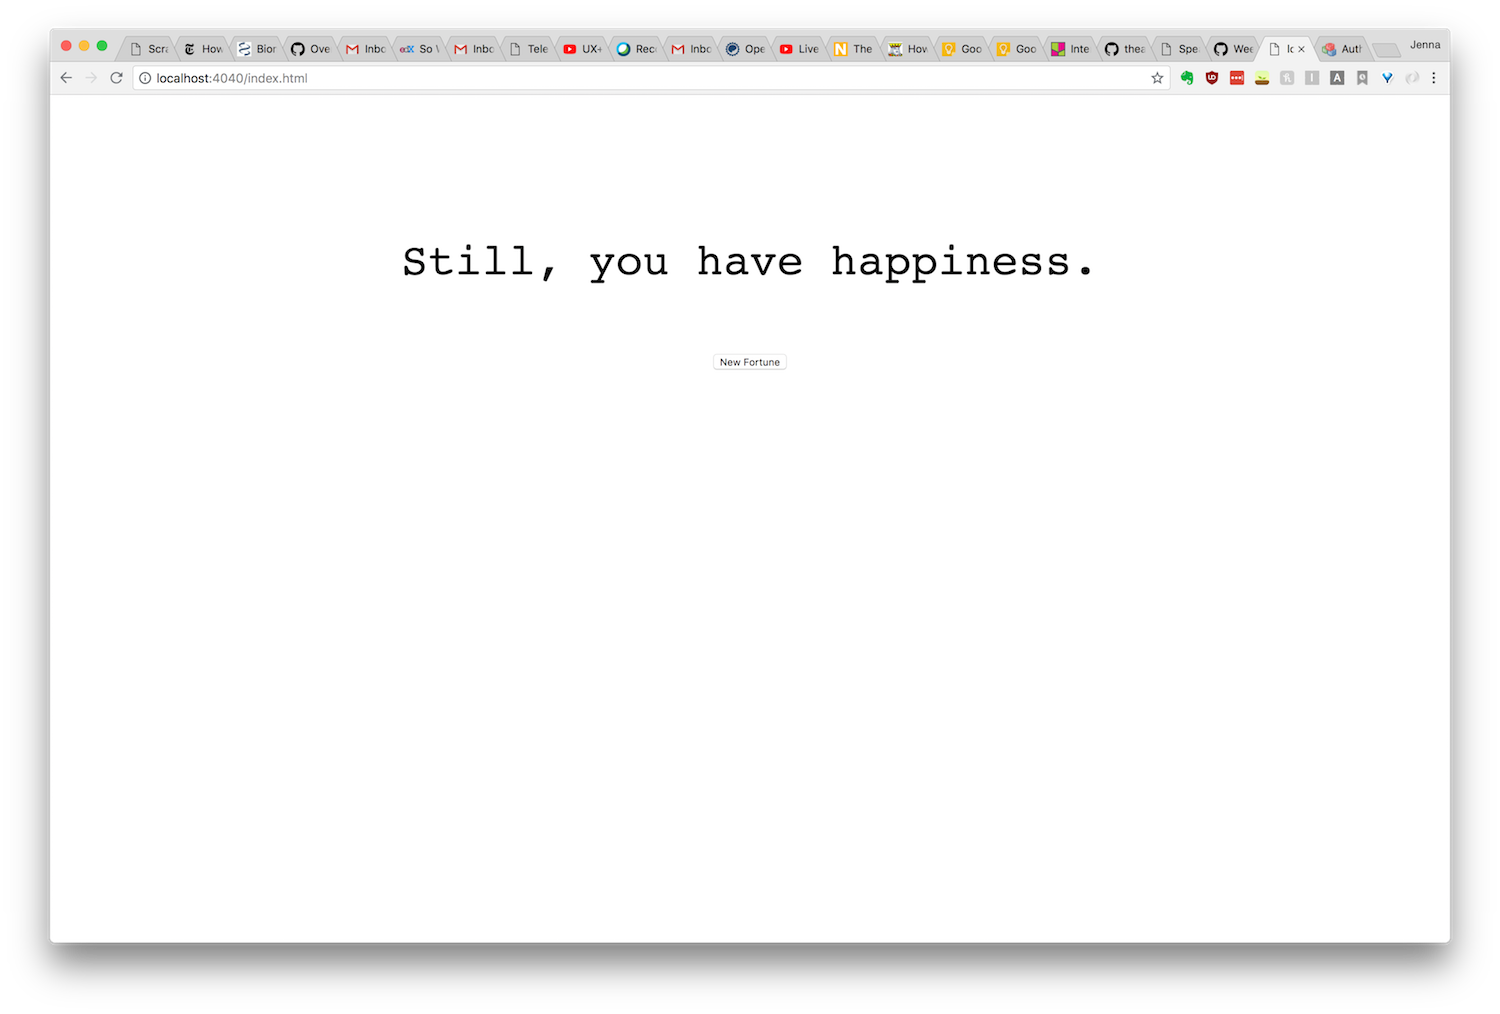 Scra How Bior Ove Inbo edX So W Inbo Tele UX+ Rec Inbo Ope Live N The How Goo Goo Inte thea Spe Wee Ic × Auth Jenna
localhost:4040/index.html
Still, you have happiness.
New Fortune